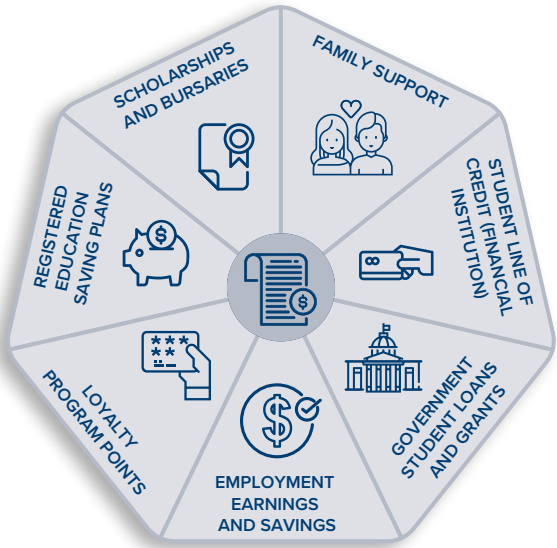 SCHOLARSHIPS
AND BURSARIES
FAMILY SUPPORT
STUDENT LINE OF
CREDIT (FINANCIAL
INSTITUTION)
GOVERNMENT
STUDENT LOANS
AND GRANTS
EMPLOYMENT
EARNINGS
AND SAVINGS
LOYALTY
PROGRAM POINTS
REGISTERED
EDUCATION
SAVING PLANS